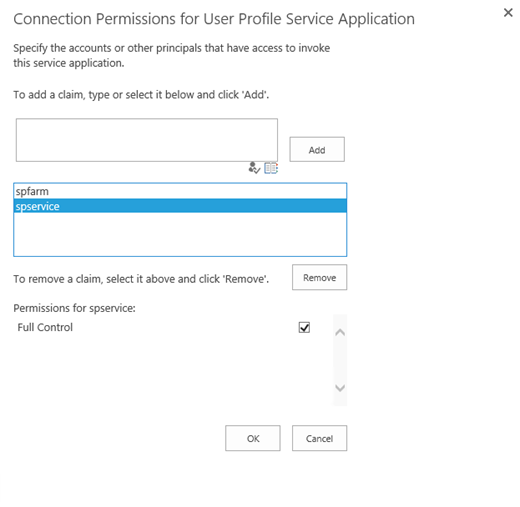 Connection Permissions for User Profile Service Application
Specify the accounts or other principals that have access to invoke
this service application.
To add a claim, type or select it below and click 'Add'.
Add
spfarm
spservice
To remove a claim, select it above and click 'Remove'.
Remove
Permissions for spservice:
Full Control
OK
Cancel